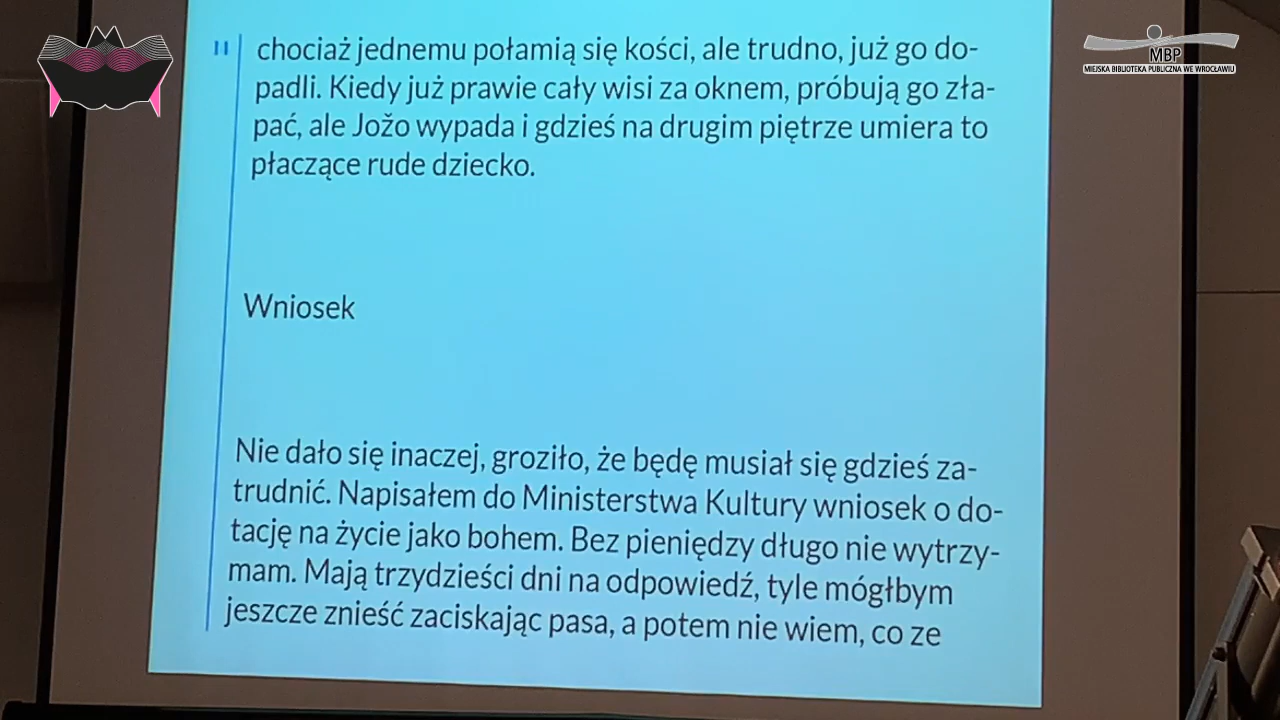 chociaż jednemu połamią się kości, ale trudno, już go do-
padli. Kiedy już prawie cały wisi za oknem, próbują go zła-
pać, ale Jožo wypada i gdzieś na drugim piętrze umiera to
płaczące rude dziecko.
Wniosek
Nie dało się inaczej, groziło, że będę musiał się gdzieś za-
trudnić. Napisałem do Ministerstwa Kultury wniosek o do-
tację na życie jako bohem. Bez pieniędzy długo nie wytrzy-
mam. Mają trzydzieści dni na odpowiedź, tyle mógłbym
jeszcze znieść zaciskając pasa, a potem nie wiem, co ze
MBP
MIEJSKA BIBLIOTEKA PUBLICZNA WE WROCŁAWIU